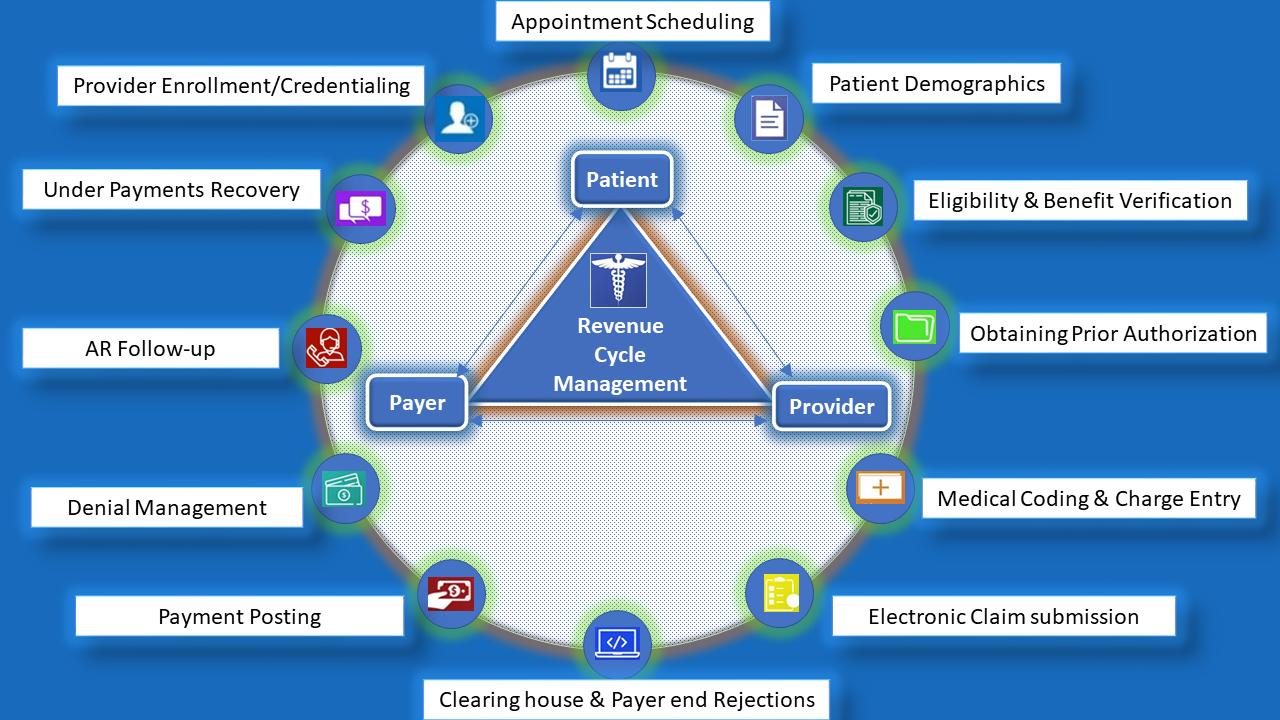 Appointment Scheduling
Provider Enrollment/Credentialing
Patient Demographics
Under Payments Recovery
Eligibility & Benefit Verification
Patient
Revenue
Cycle
Management
AR Follow-up
Obtaining Prior Authorization
Payer
Provider
Denial Management
Medical Coding & Charge Entry
Payment Posting
Electronic Claim submission
Clearing house & Payer end Rejections